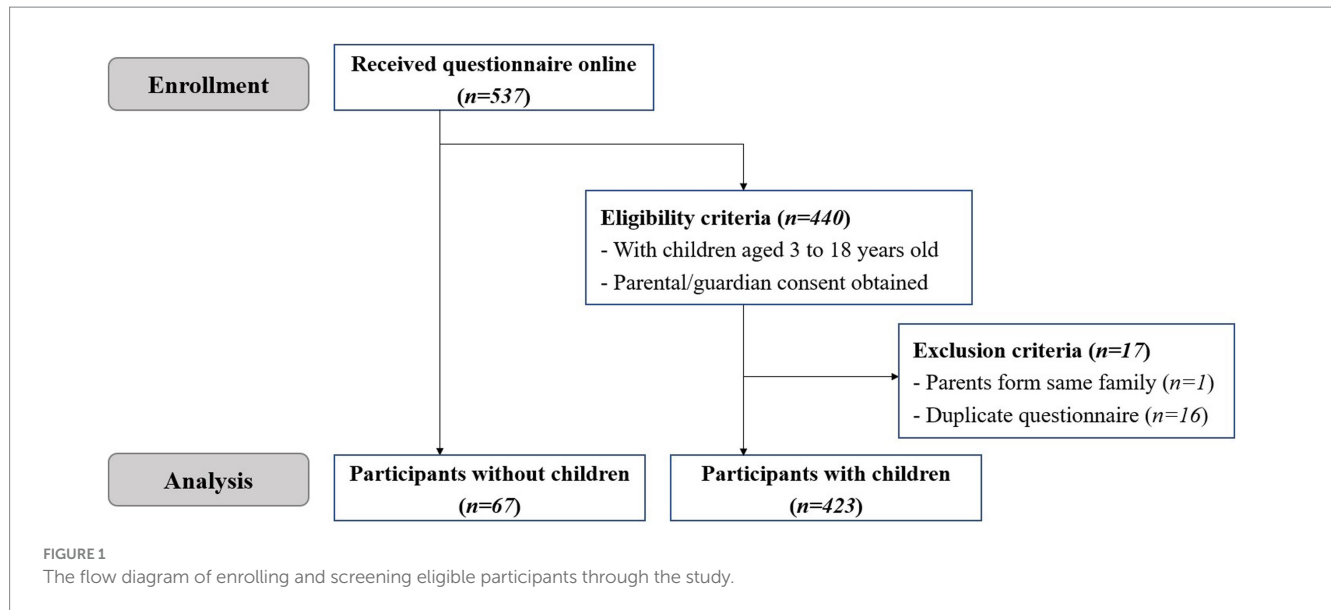 Enrollment
Received questionnaire online
(n=537)
Eligibility criteria (n=440)
- With children aged 3 to 18 years old
- Parental/guardian consent obtained
Exclusion criteria (n=17)
- Parents form same family (n=1)
- Duplicate questionnaire (n=16)
Analysis
Participants without children
(n=67)
Participants with children
(n=423)
FIGURE 1
The flow diagram of enrolling and screening eligible participants through the study.